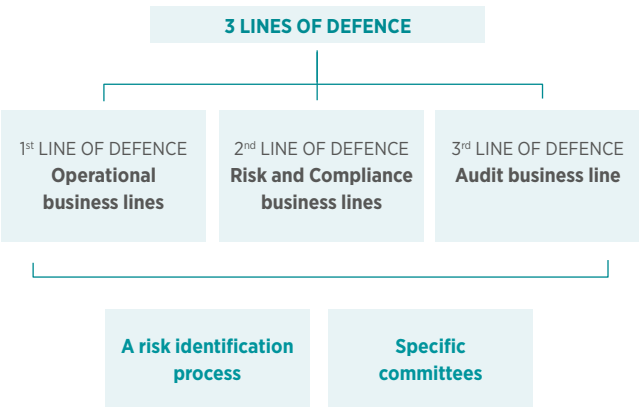 3 LINES OF DEFENCE
1st LINE OF DEFENCE
Operational
business lines
2nd LINE OF DEFENCE
Risk and Compliance
business lines
3rd LINE OF DEFENCE
Audit business line
A risk identification
process
Specific
committees